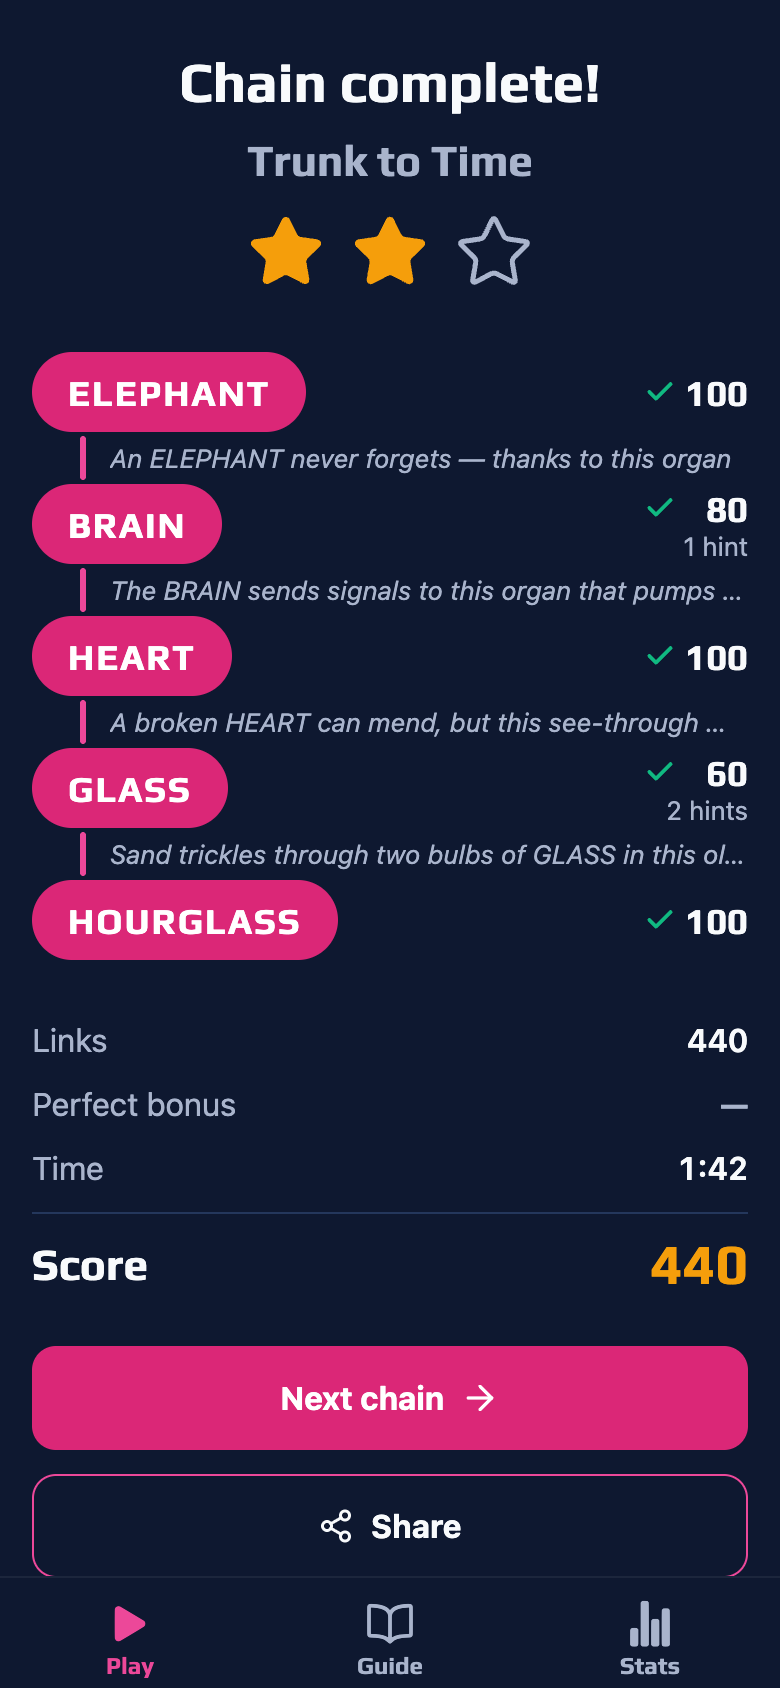 Chain complete!
Trunk to Time
ELEPHANT 100
An ELEPHANT never forgets — thanks to this organ
BRAIN 80
1 hint
The BRAIN sends signals to this organ that pumps ...
HEART 100
A broken HEART can mend, but this see-through ...
GLASS 60
2 hints
Sand trickles through two bulbs of GLASS in this ol...
HOURGLASS 100
Links 440
Perfect bonus —
Time 1:42
Score 440
Next chain →
Share
Play Guide Stats